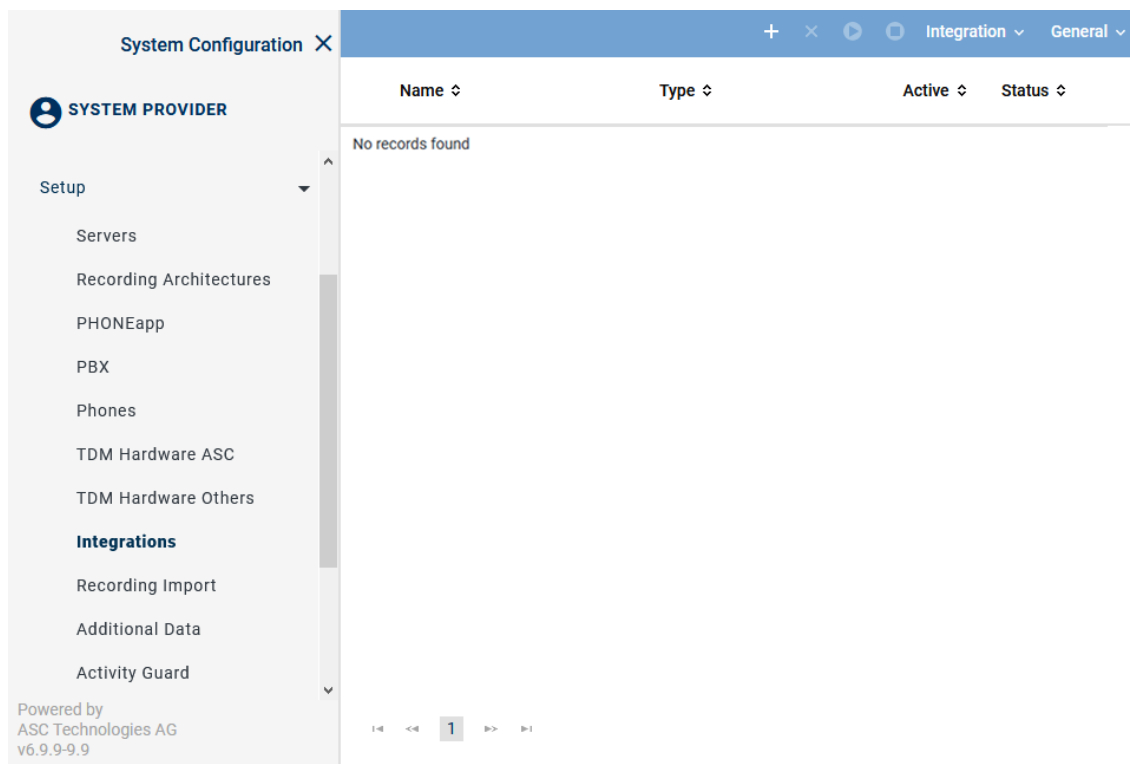 System Configuration
Integration General
SYSTEM PROVIDER
Name Type Active Status
No records found
Setup
Servers
Recording Architectures
PHONEapp
PBX
Phones
TDM Hardware ASC
TDM Hardware Others
Integrations
Recording Import
Additional Data
Activity Guard
Powered by
ASC Technologies AG
v6.9.9-9.9
1